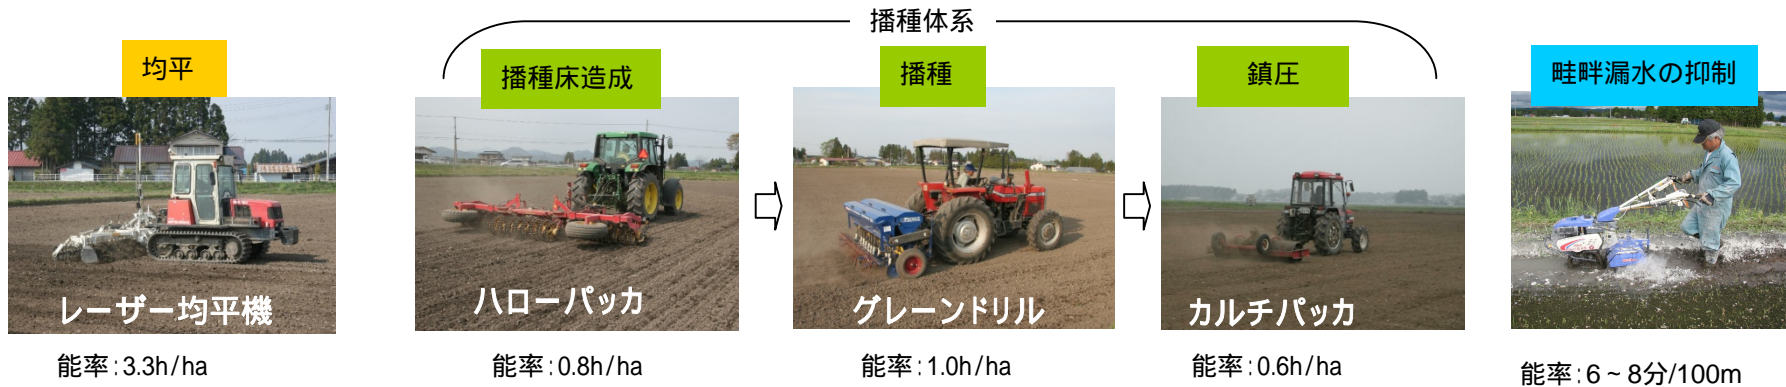 播種体系
均平
播種床造成
播種
鎮圧
畦畔漏水の抑制
レーザー均平機
ハローパッカ
グレーンドリル
カルチパッカ
能率:3.3h/ha
能率:0.8h/ha
能率:1.0h/ha
能率:0.6h/ha
能率:6~8分/100m